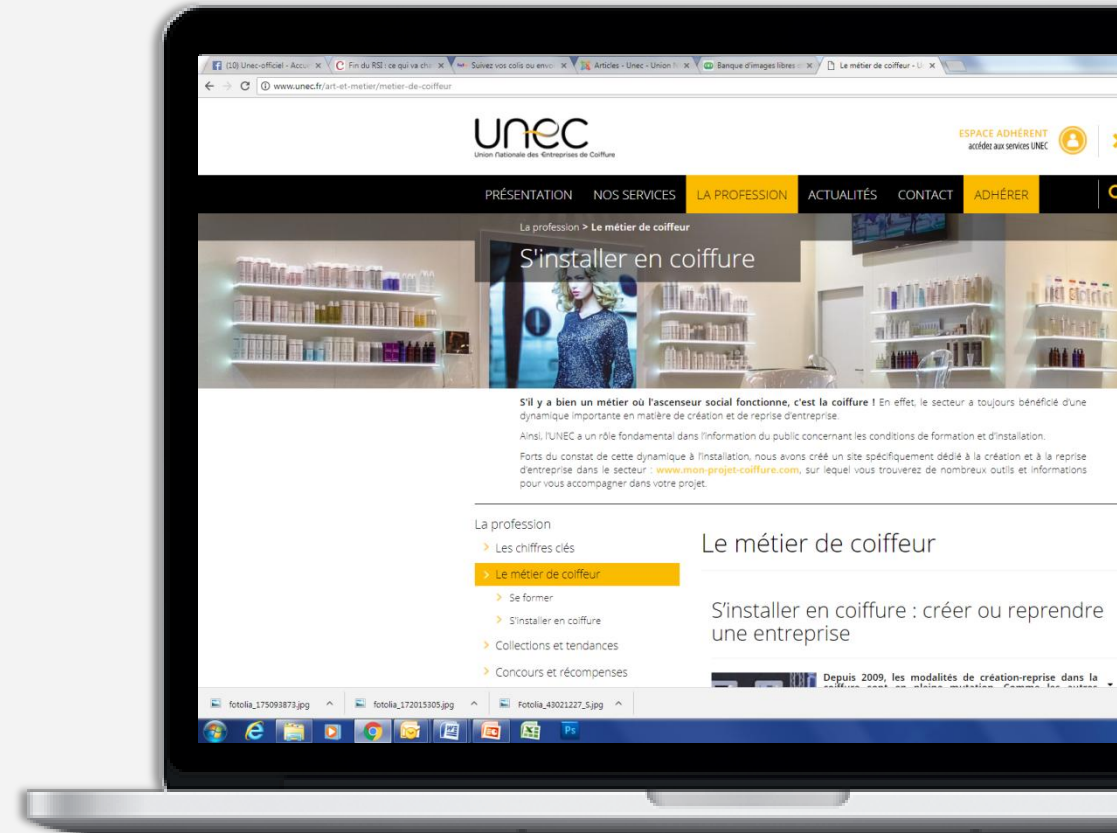 (10) Unec-officiel - Accu
Fin du RSI : ce qui va cha
Suivez vos colis ou envo
Articles - Unec - Union N
Banque d'images libres
Le métier de coiffeur - U
www.unec.fr/art-et-metier/metier-de-coiffeur
unec
Union Nationale des Entreprises de Coiffure
ESPACE ADHÉRENT
accédez aux services UNEC
PRÉSENTATION NOS SERVICES LA PROFESSION ACTUALITÉS CONTACT ADHÉRER
La profession > Le métier de coiffeur
S'installer en coiffure
S'il y a bien un métier où l'ascenseur social fonctionne, c'est la coiffure ! En effet, le secteur a toujours bénéficié d'une
dynamique importante en matière de création et de reprise d'entreprise.
Ainsi, l'UNEC a un rôle fondamental dans l'information du public concernant les conditions de formation et d'installation.
Forts du constat de cette dynamique à l'installation, nous avons créé un site spécifiquement dédié à la création et à la reprise
d'entreprise dans le secteur : www.mon-projet-coiffure.com, sur lequel vous trouverez de nombreux outils et informations
pour vous accompagner dans votre projet.
La profession
Les chiffres clés
Le métier de coiffeur
Se former
S'installer en coiffure
Collections et tendances
Concours et récompenses
Le métier de coiffeur
S'installer en coiffure : créer ou reprendre
une entreprise
Depuis 2009, les modalités de création-reprise dans la
coiffure sont en pleine mutation. Comme les autres
fotolia_175093873.jpg
fotolia_172015305.jpg
Fotolia_43021227_S.jpg
Ps